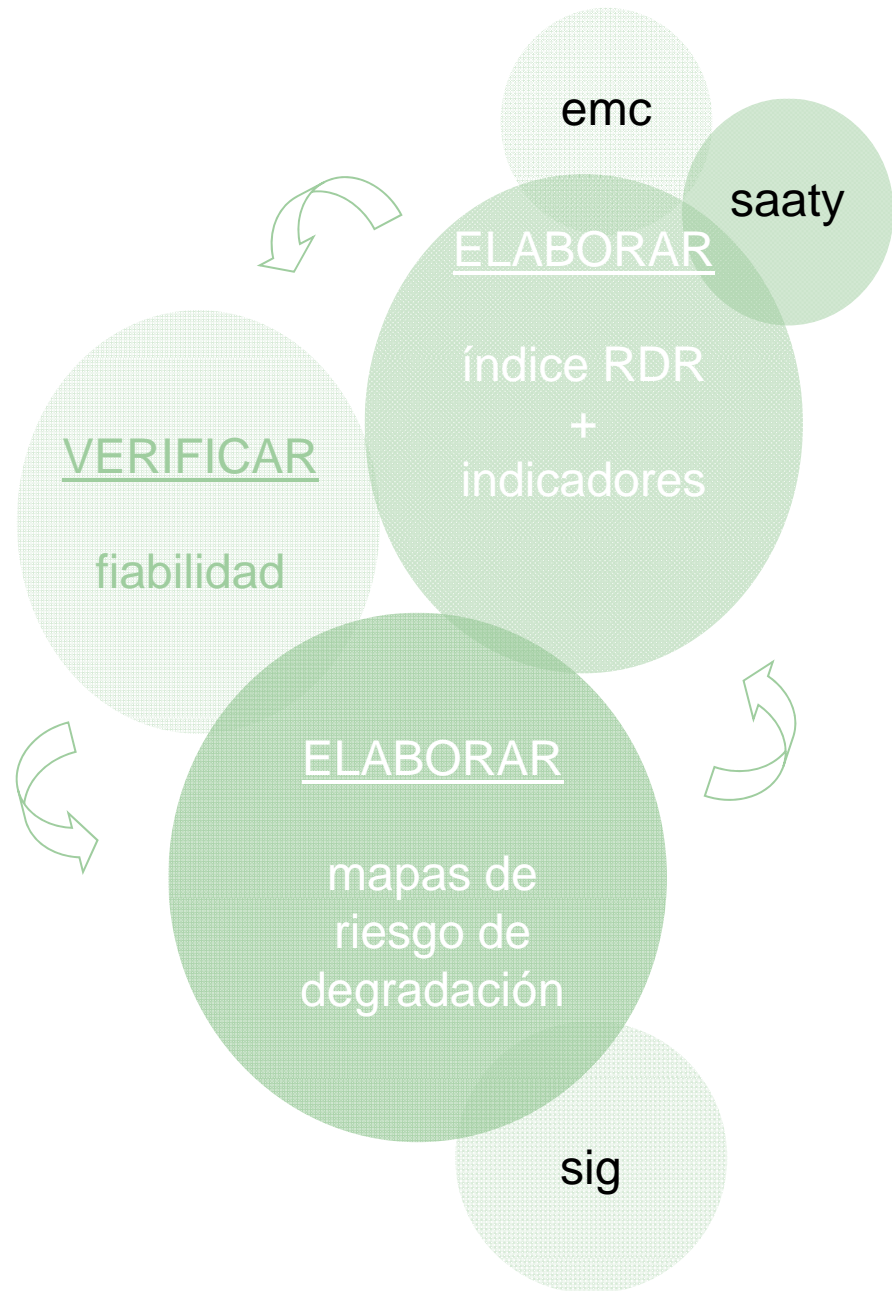 emc
saaty
ELABORAR
índice RDR
+
indicadores
VERIFICAR
fiabilidad
ELABORAR
mapas de
riesgo de
degradación
sig